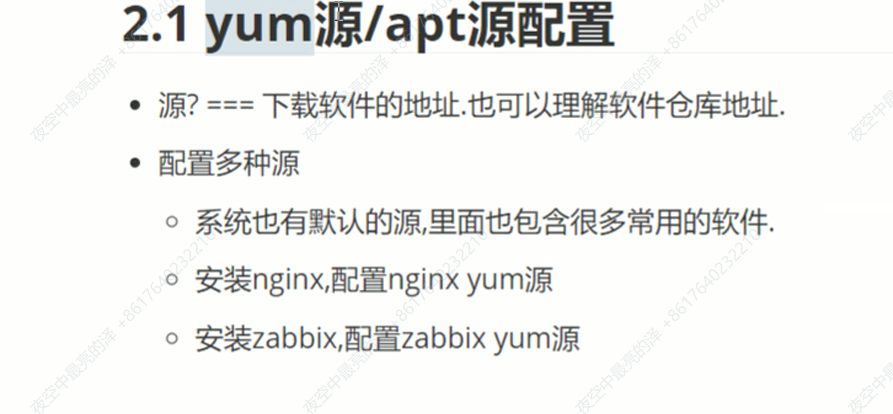 2.1 yum源/apt源配置
源? === 下载软件的地址.也可以理解软件仓库地址.
配置多种源
系统也有默认的源,里面也包含很多常用的软件.
安装nginx,配置nginx yum源
安装zabbix,配置zabbix yum源
夜空中最亮的泽 +8617640232210